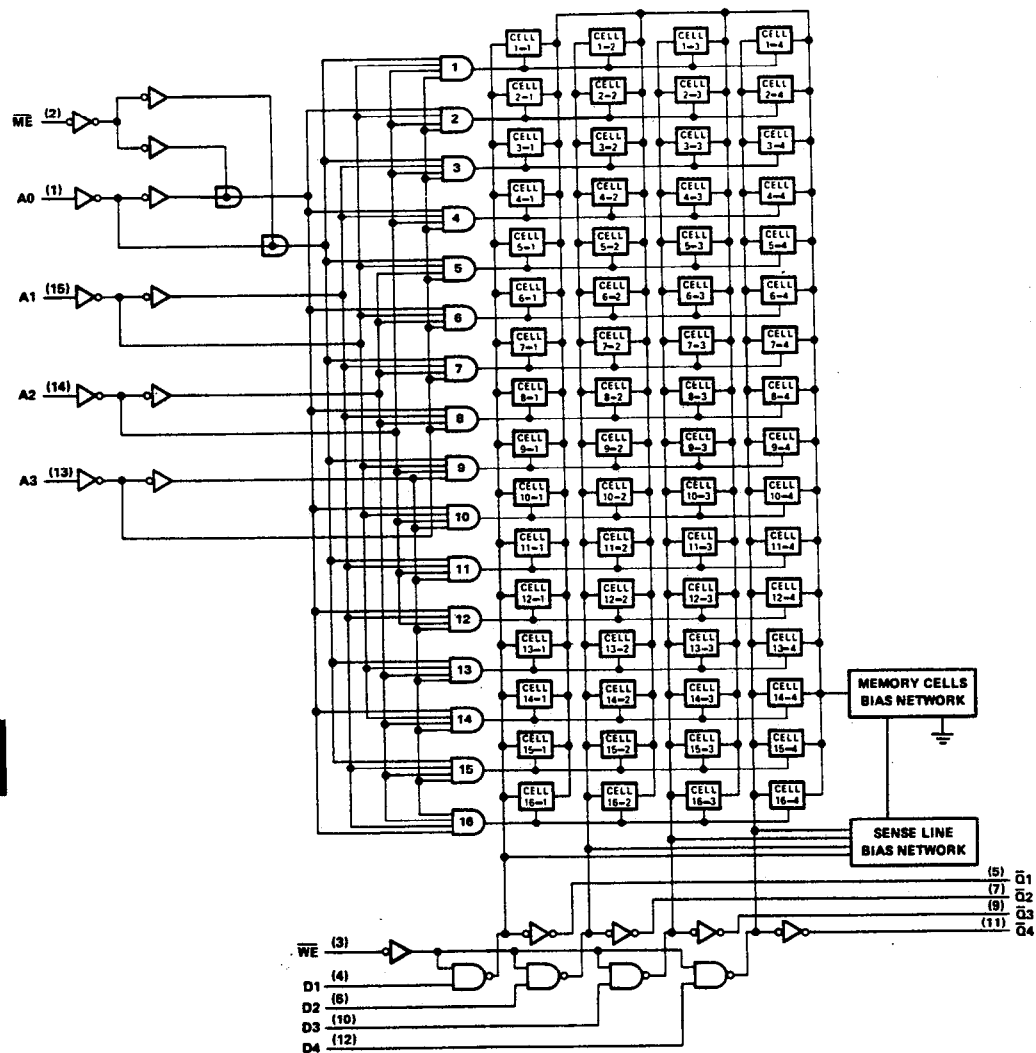 CELL 1-1 CELL 1-2 CELL 1-3 CELL 1-4
1
CELL 2-1 CELL 2-2 CELL 2-3 CELL 2-4
2
CELL 3-1 CELL 3-2 CELL 3-3 CELL 3-4
3
CELL 4-1 CELL 4-2 CELL 4-3 CELL 4-4
4
CELL 5-1 CELL 5-2 CELL 5-3 CELL 5-4
5
CELL 6-1 CELL 6-2 CELL 6-3 CELL 6-4
6
CELL 7-1 CELL 7-2 CELL 7-3 CELL 7-4
7
CELL 8-1 CELL 8-2 CELL 8-3 CELL 8-4
8
CELL 9-1 CELL 9-2 CELL 9-3 CELL 9-4
9
CELL 10-1 CELL 10-2 CELL 10-3 CELL 10-4
10
CELL 11-1 CELL 11-2 CELL 11-3 CELL 11-4
11
CELL 12-1 CELL 12-2 CELL 12-3 CELL 12-4
12
CELL 13-1 CELL 13-2 CELL 13-3 CELL 13-4
13
CELL 14-1 CELL 14-2 CELL 14-3 CELL 14-4
14
CELL 15-1 CELL 15-2 CELL 15-3 CELL 15-4
15
CELL 16-1 CELL 16-2 CELL 16-3 CELL 16-4
16
M̅E̅ (2)
A0 (1)
A1 (15)
A2 (14)
A3 (13)
MEMORY CELLS
BIAS NETWORK
SENSE LINE
BIAS NETWORK
(5) Q̅1
(7) Q̅2
(9) Q̅3
(11) Q̅4
W̅E̅ (3)
D1 (4)
D2 (6)
D3 (10)
D4 (12)